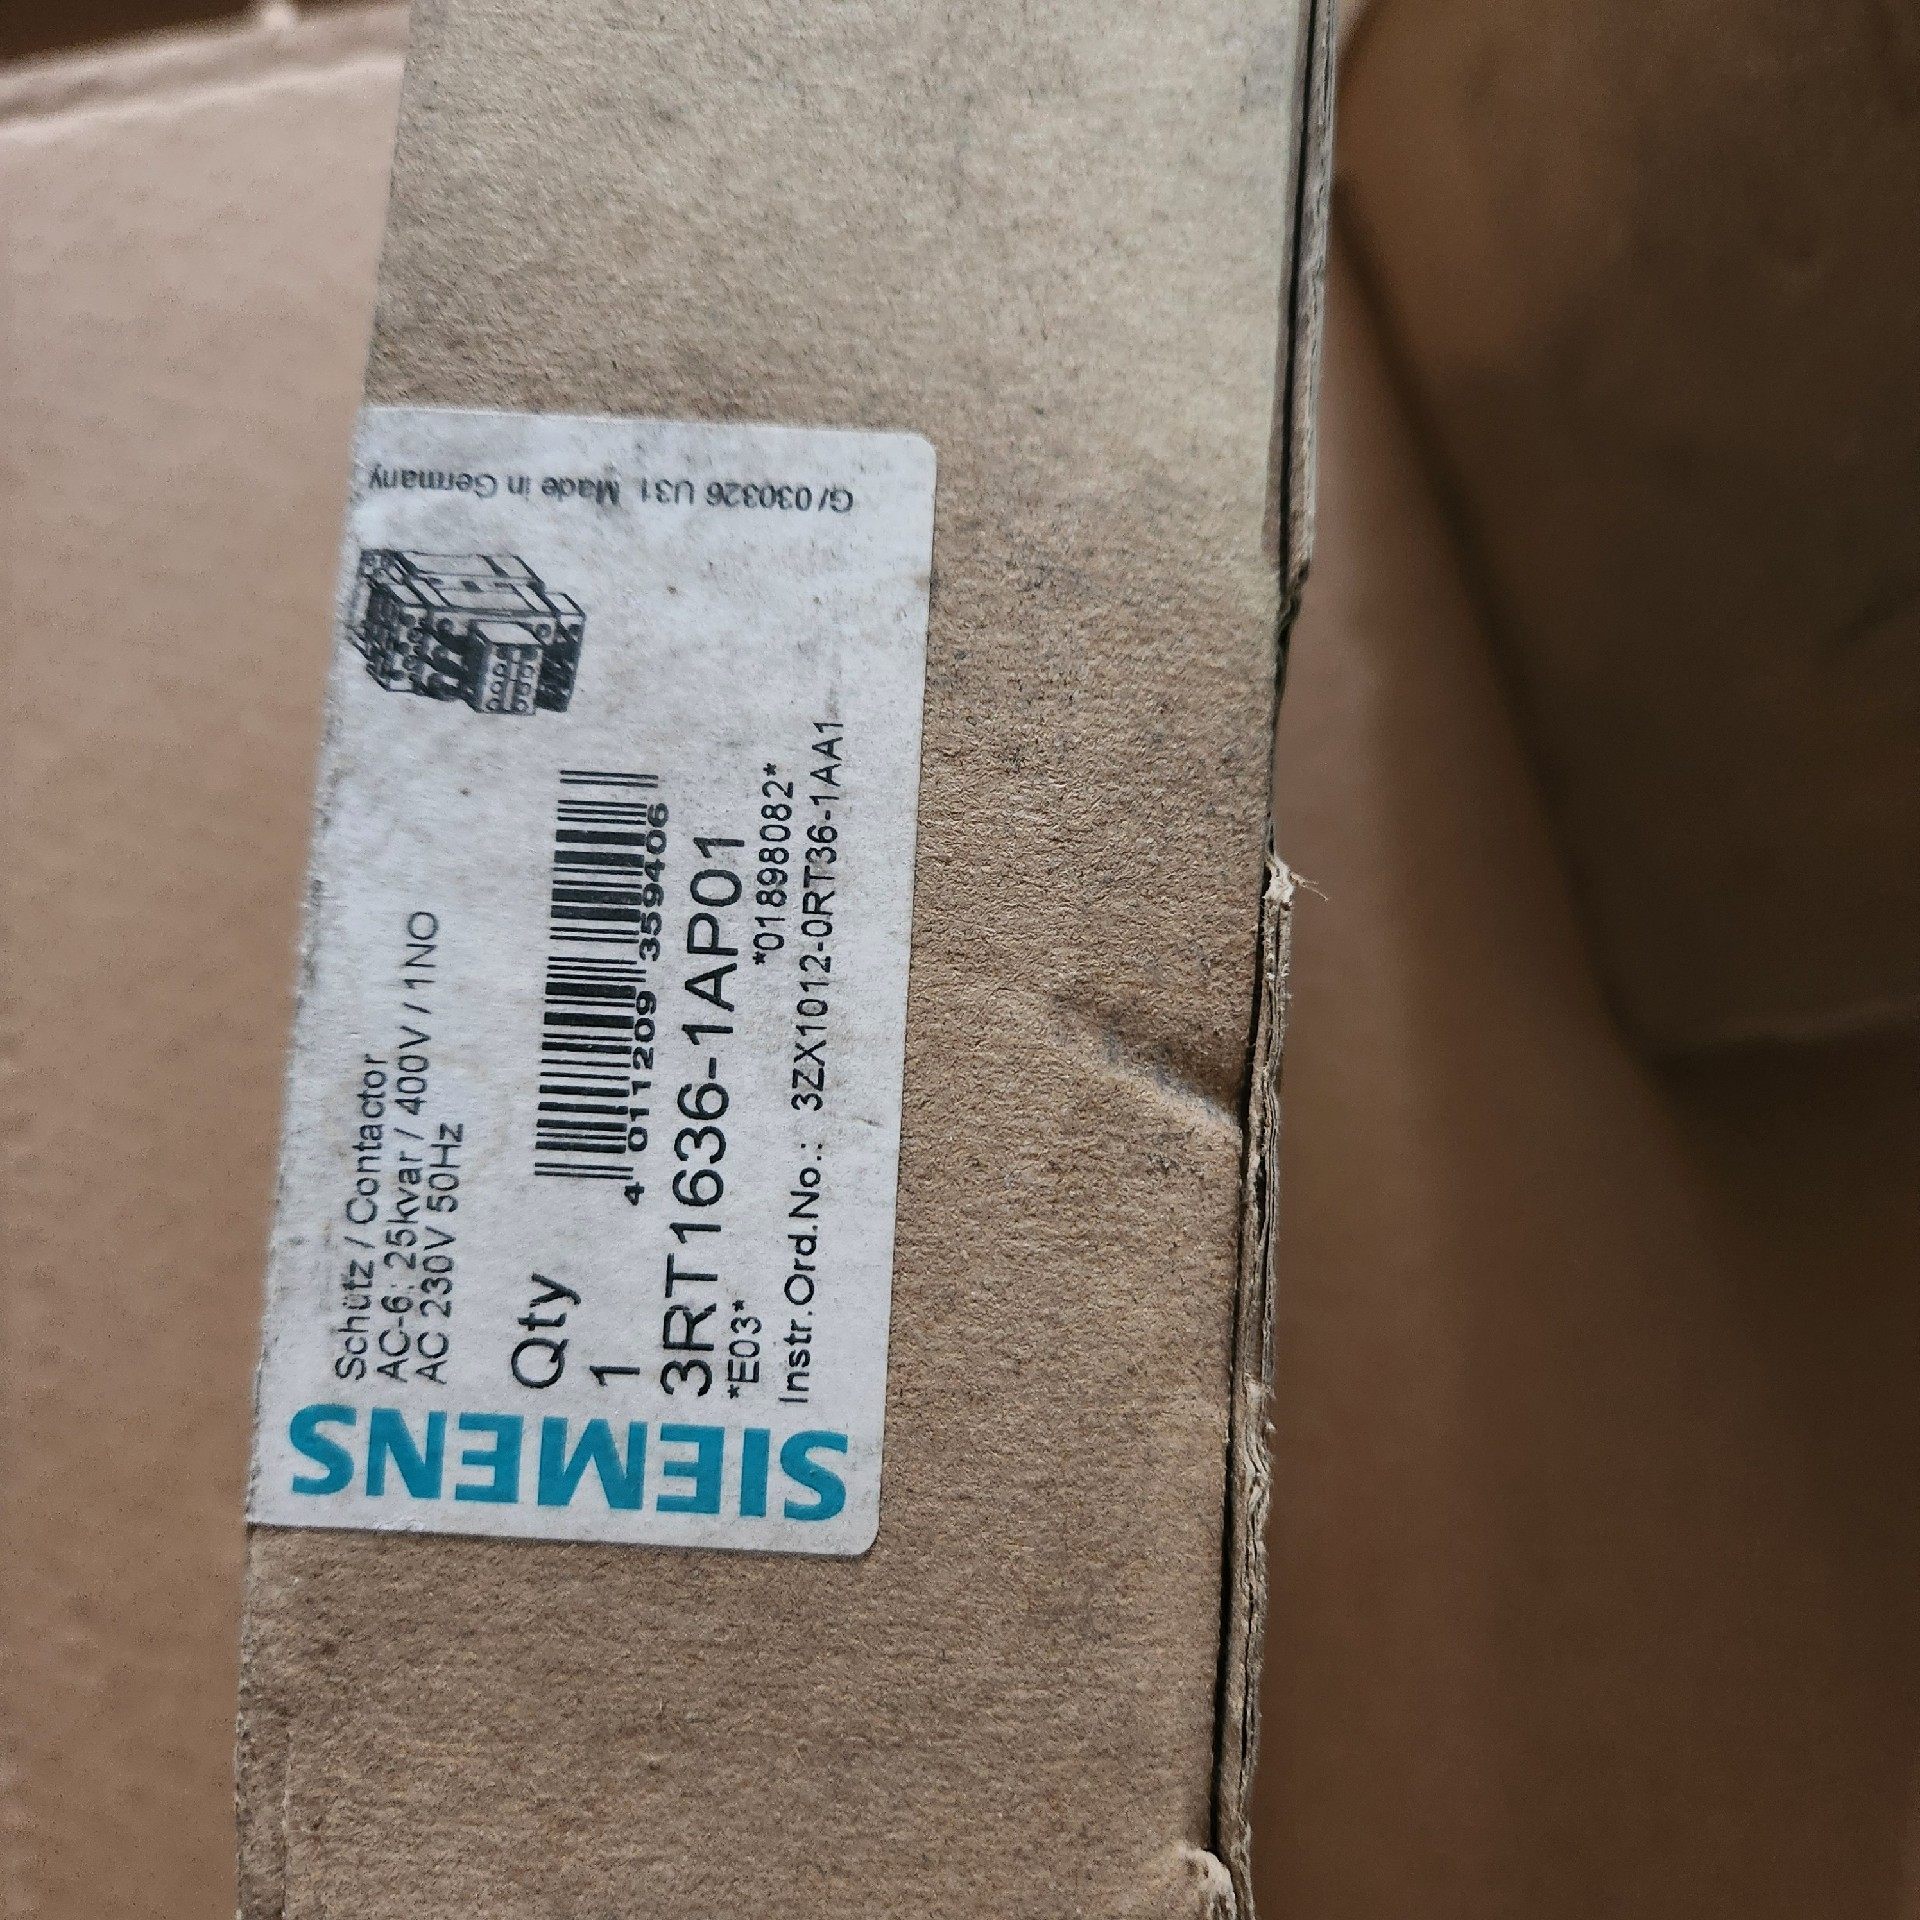 SIEMENS
Schütz / Contactor
AC-6: 25kvar / 400V / 1NO
AC 230V 50Hz
Qty
1
4 011209 359406
3RT1636-1AP01
*E03* *01898082*
Instr.Ord.No.: 3ZX1012-0RT36-1AA1
G/030326 U31 Made in Germany